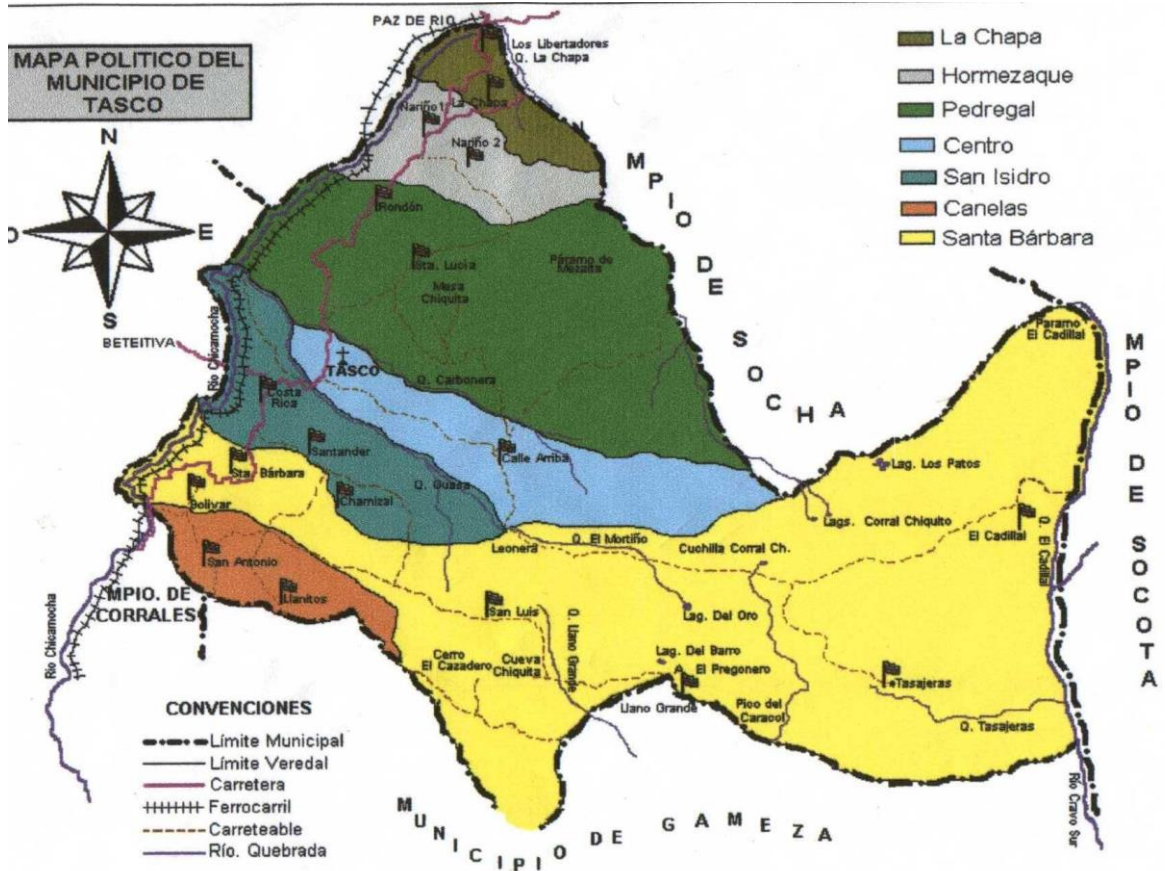 PAZ DE RIO
MAPA POLITICO DEL
MUNICIPIO DE
TASCO
N
E
S
O
Los Libertadores
Q. La Chapa
La Chapa
Nariño 1
Nariño 2
Rondón
Sta. Lucia
Mesa
Chiquita
Páramo de
Mezalta
BETEITIVA
Río Chicamocha
TASCO
Q. Carbonera
Costa
Rica
Santander
Calle Arriba
Sta. Bárbara
Q. Guasa
Bolivar
Chamizal
Leonera
Q. El Mortiño
Cuchilla Corral Ch.
Lag. Los Patos
Lags. Corral Chiquito
Paramo
El Cadillal
El Cadillal
Q. El Cadillal
San Antonio
Llanitos
San Luis
Q. Llano Grande
Lag. Del Oro
Lag. Del Barro
El Pregonero
Cerro
El Cazadero
Cueva
Chiquita
Llano Grande
Pico del
Caracol
Tasajeras
Q. Tasajeras
Río Cravo Sur
MPIO. DE
CORRALES
Río Chicamocha
MPIO DE SOCHA
MPIO DE SOCOTA
MUNICIPIO DE GAMEZA
La Chapa
Hormezaque
Pedregal
Centro
San Isidro
Canelas
Santa Bárbara
CONVENCIONES
Límite Municipal
Límite Veredal
Carretera
Ferrocarril
Carreteable
Río. Quebrada